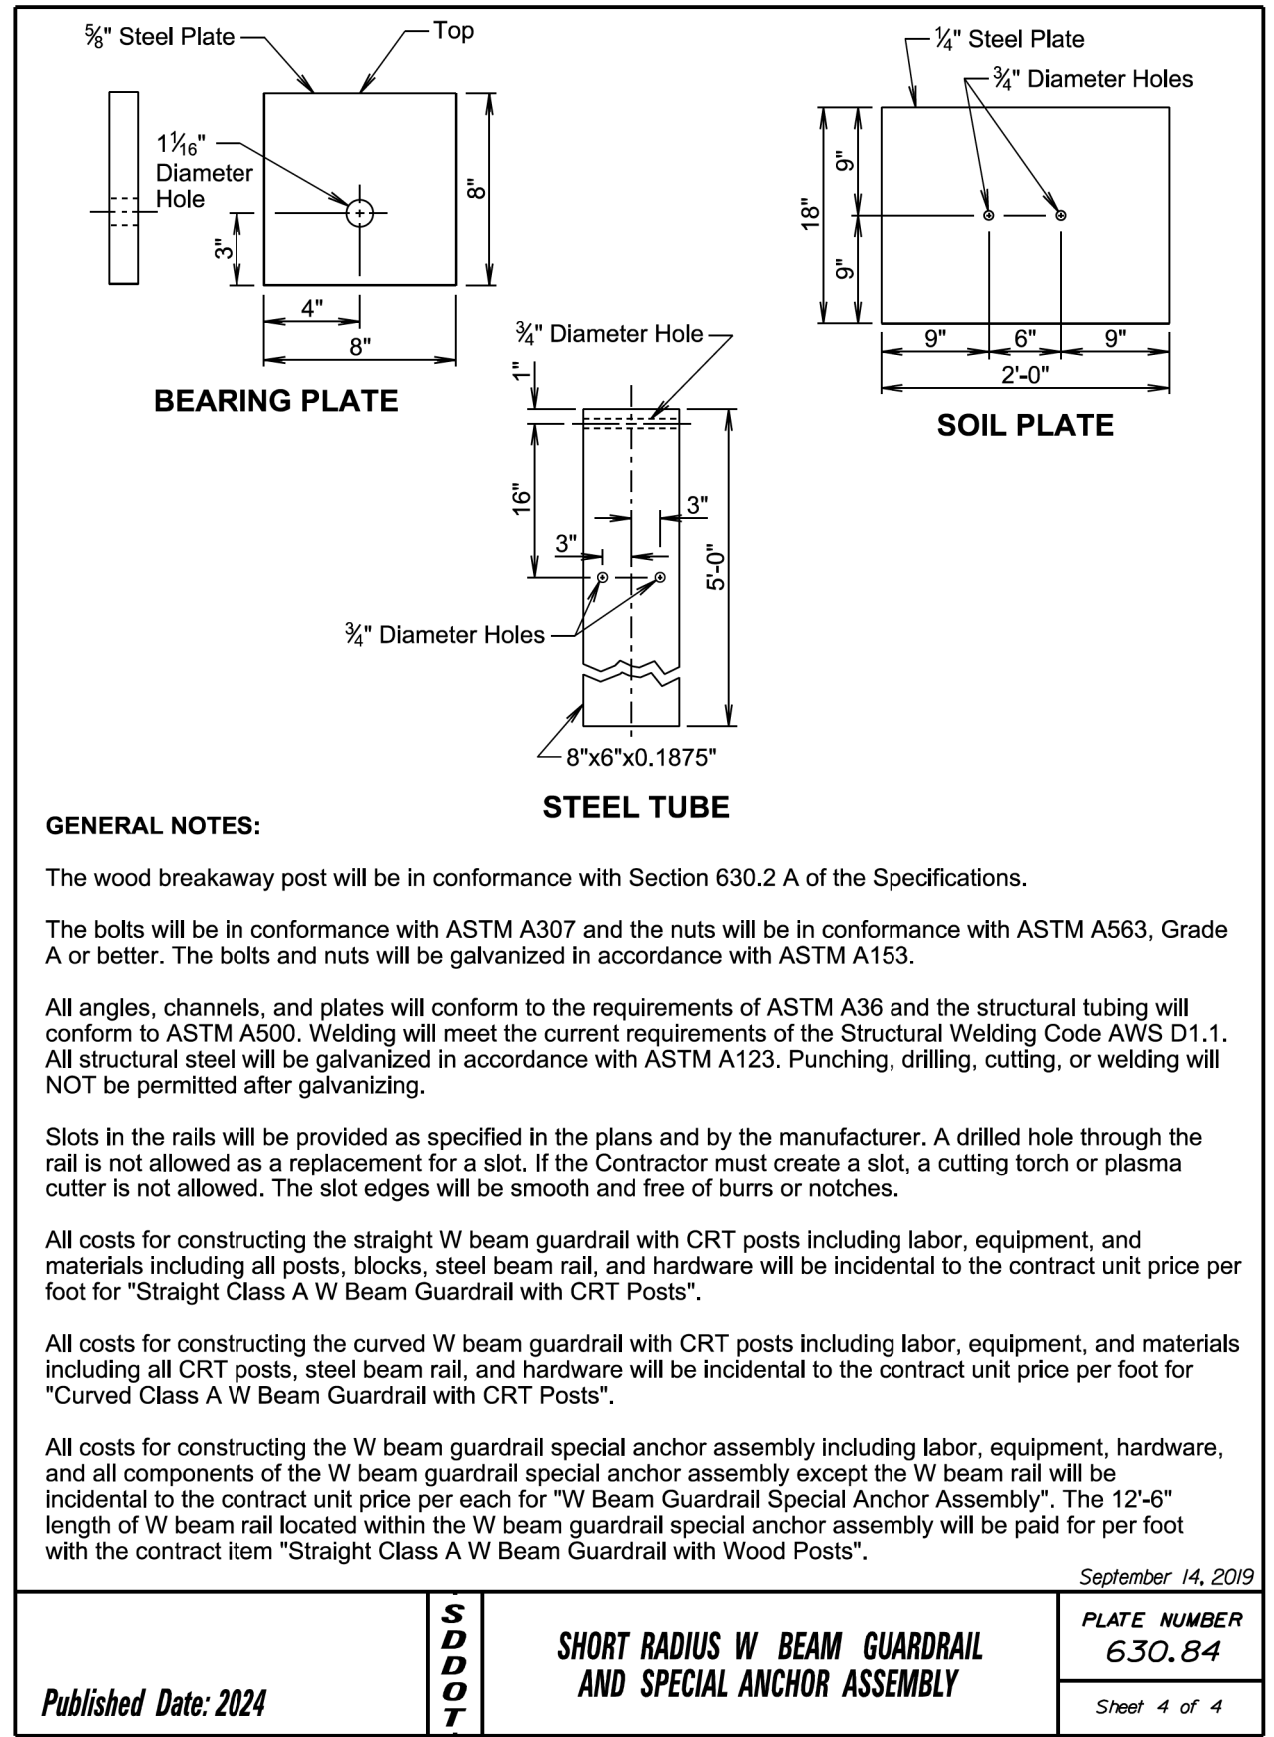 ⅝" Steel Plate
Top
1 1⁄16"
Diameter
Hole
8"
3"
4"
8"
BEARING PLATE
¼" Steel Plate
¾" Diameter Holes
9"
18"
9"
9"
6"
9"
2'-0"
SOIL PLATE
¾" Diameter Hole
1"
16"
3"
3"
5'-0"
¾" Diameter Holes
8"x6"x0.1875"
STEEL TUBE
GENERAL NOTES:
The wood breakaway post will be in conformance with Section 630.2 A of the Specifications.
The bolts will be in conformance with ASTM A307 and the nuts will be in conformance with ASTM A563, Grade
A or better. The bolts and nuts will be galvanized in accordance with ASTM A153.
All angles, channels, and plates will conform to the requirements of ASTM A36 and the structural tubing will
conform to ASTM A500. Welding will meet the current requirements of the Structural Welding Code AWS D1.1.
All structural steel will be galvanized in accordance with ASTM A123. Punching, drilling, cutting, or welding will
NOT be permitted after galvanizing.
Slots in the rails will be provided as specified in the plans and by the manufacturer. A drilled hole through the
rail is not allowed as a replacement for a slot. If the Contractor must create a slot, a cutting torch or plasma
cutter is not allowed. The slot edges will be smooth and free of burrs or notches.
All costs for constructing the straight W beam guardrail with CRT posts including labor, equipment, and
materials including all posts, blocks, steel beam rail, and hardware will be incidental to the contract unit price per
foot for "Straight Class A W Beam Guardrail with CRT Posts".
All costs for constructing the curved W beam guardrail with CRT posts including labor, equipment, and materials
including all CRT posts, steel beam rail, and hardware will be incidental to the contract unit price per foot for
"Curved Class A W Beam Guardrail with CRT Posts".
All costs for constructing the W beam guardrail special anchor assembly including labor, equipment, hardware,
and all components of the W beam guardrail special anchor assembly except the W beam rail will be
incidental to the contract unit price per each for "W Beam Guardrail Special Anchor Assembly". The 12'-6"
length of W beam rail located within the W beam guardrail special anchor assembly will be paid for per foot
with the contract item "Straight Class A W Beam Guardrail with Wood Posts".
September 14, 2019
Published Date: 2024
S
D
D
O
T
SHORT RADIUS W BEAM GUARDRAIL
AND SPECIAL ANCHOR ASSEMBLY
PLATE NUMBER
630.84
Sheet 4 of 4